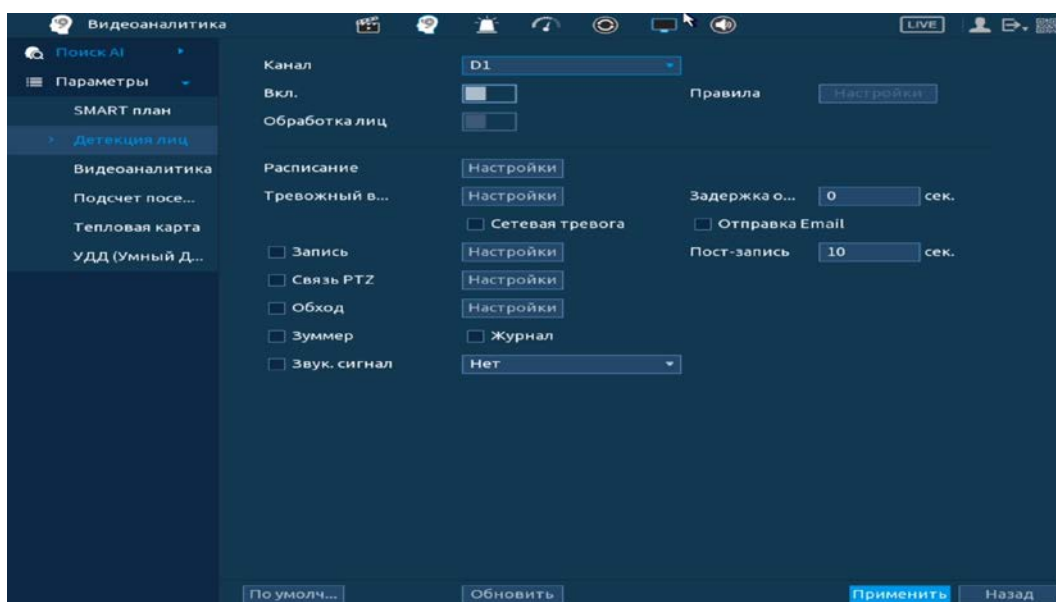 Видеоаналитика LIVE
Поиск AI
Параметры
SMART план
Детекция лиц
Видеоаналитика
Подсчет посе...
Тепловая карта
УДД (Умный Д...
Канал D1
Вкл. Правила Настройки
Обработка лиц
Расписание Настройки
Тревожный в... Настройки Задержка о... 0 сек.
Сетевая тревога Отправка Email
Запись Настройки Пост-запись 10 сек.
Связь PTZ Настройки
Обход Настройки
Зуммер Журнал
Звук. сигнал Нет
По умолч... Обновить Применить Назад